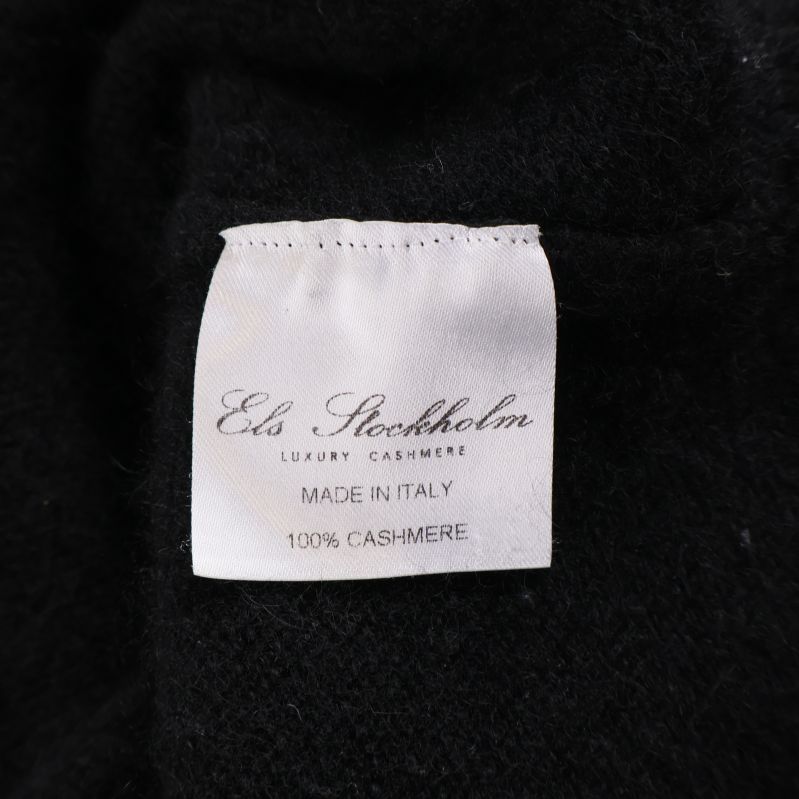 Els Stockholm
LUXURY CASHMERE
MADE IN ITALY
100% CASHMERE